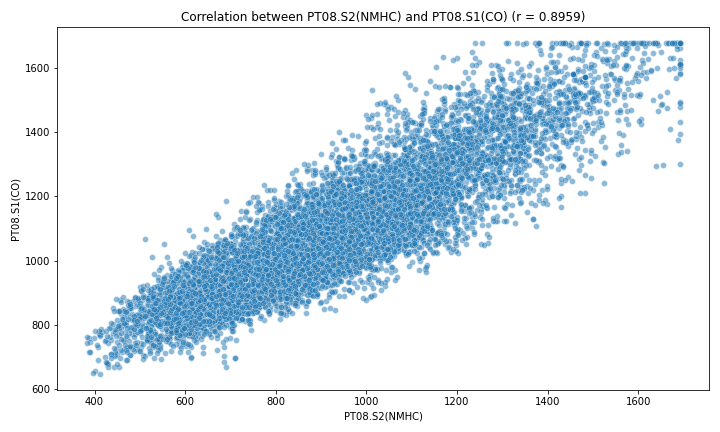 Correlation between PT08.S2(NMHC) and PT08.S1(CO) (r = 0.8959)
PT08.S1(CO)
1600
1400
1200
1000
800
600
400 600 800 1000 1200 1400 1600
PT08.S2(NMHC)